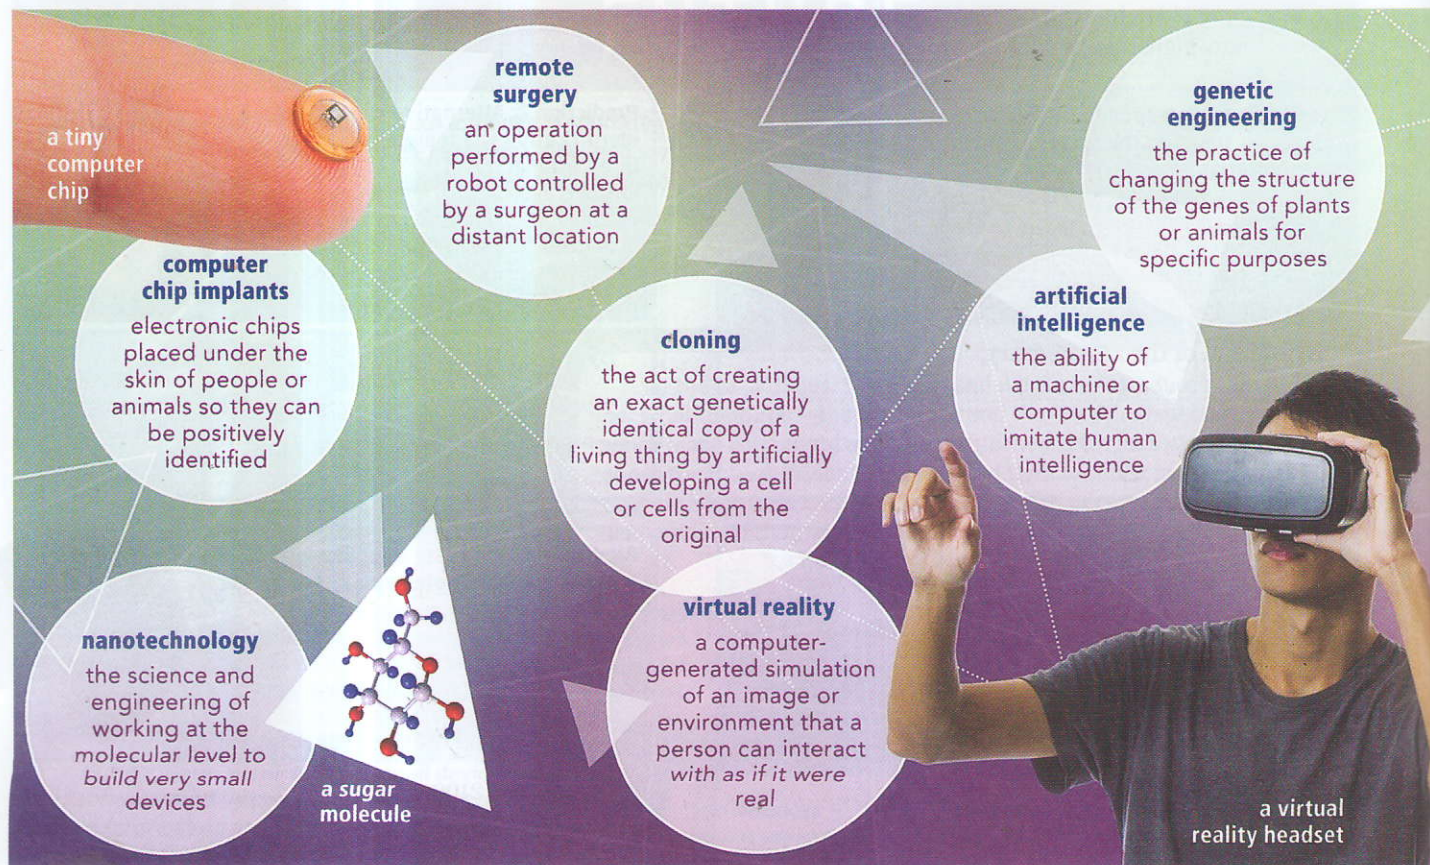 a tiny
computer
chip
remote
surgery
an operation
performed by a
robot controlled
by a surgeon at a
distant location
genetic
engineering
the practice of
changing the structure
of the genes of plants
or animals for
specific purposes
computer
chip implants
electronic chips
placed under the
skin of people or
animals so they can
be positively
identified
cloning
the act of creating
an exact genetically
identical copy of a
living thing by artificially
developing a cell
or cells from the
original
artificial
intelligence
the ability of
a machine or
computer to
imitate human
intelligence
nanotechnology
the science and
engineering of
working at the
molecular level to
build very small
devices
a sugar
molecule
virtual reality
a computer-
generated simulation
of an image or
environment that a
person can interact
with as if it were
real
a virtual
reality headset